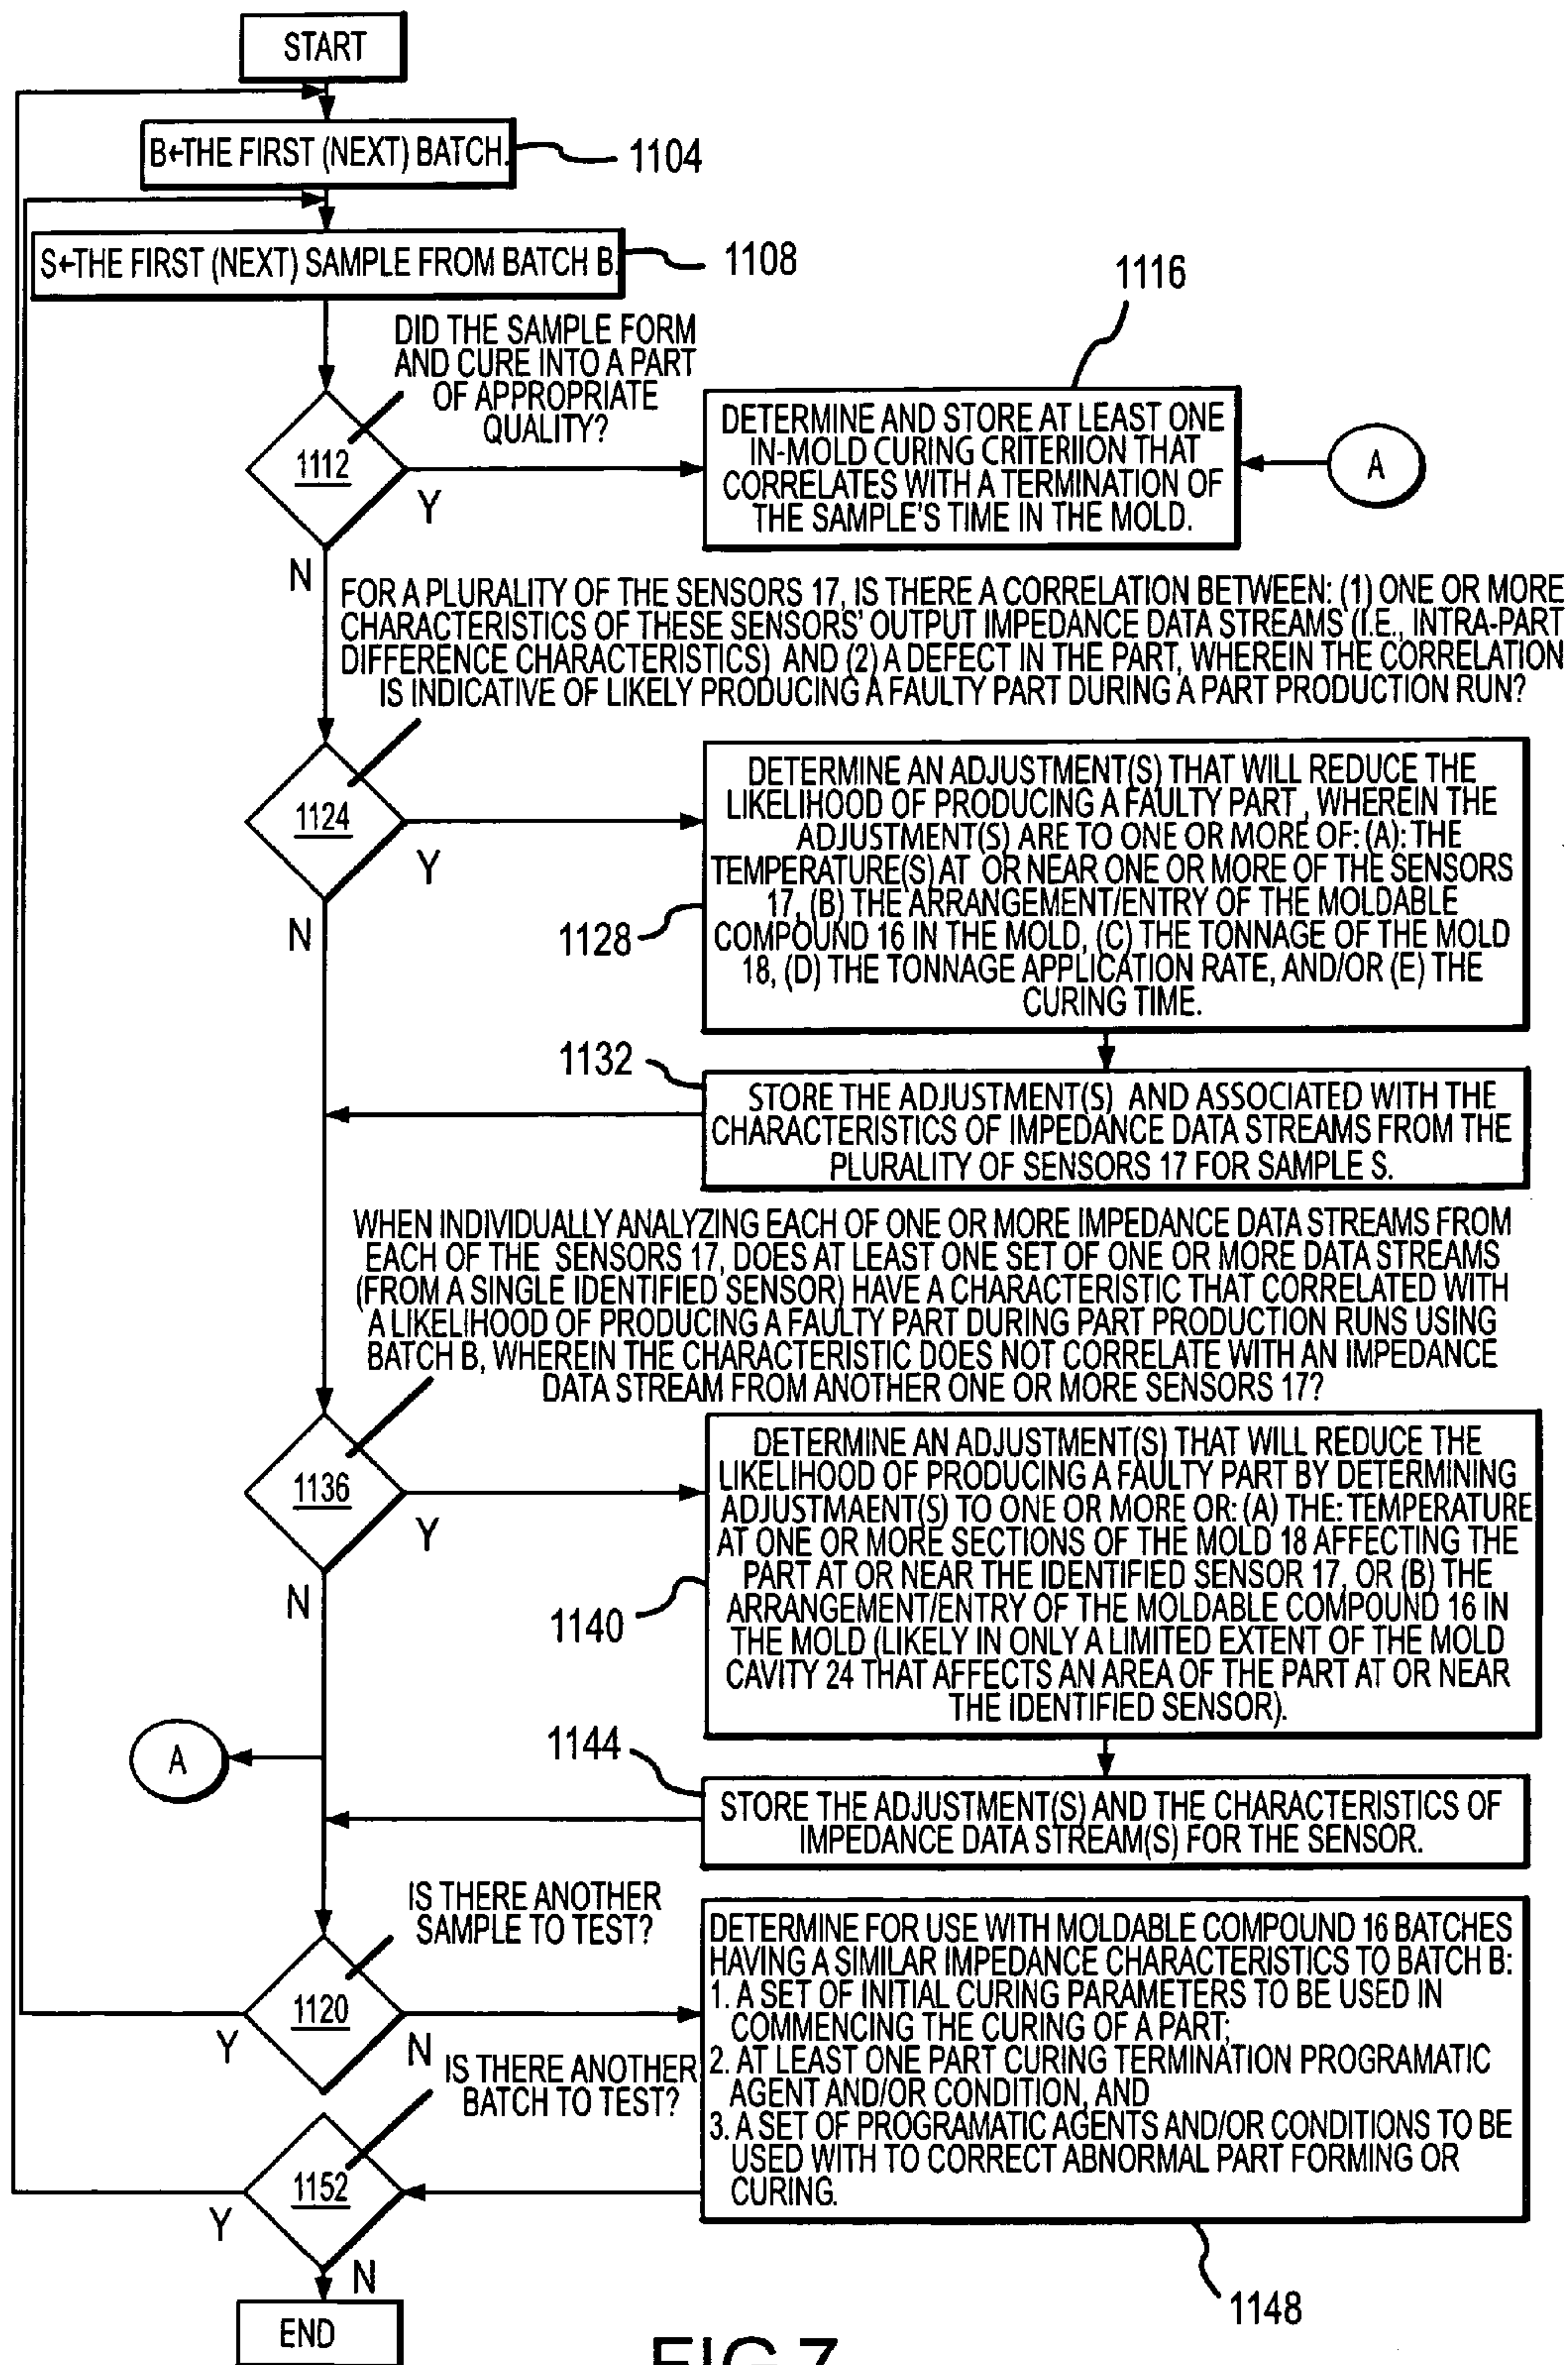 START
B←THE FIRST (NEXT) BATCH.
1104
S←THE FIRST (NEXT) SAMPLE FROM BATCH B.
1108
DID THE SAMPLE FORM
AND CURE INTO A PART
OF APPROPRIATE
QUALITY?
1112
Y
N
1116
DETERMINE AND STORE AT LEAST ONE
IN-MOLD CURING CRITERIION THAT
CORRELATES WITH A TERMINATION OF
THE SAMPLE'S TIME IN THE MOLD.
A
FOR A PLURALITY OF THE SENSORS 17, IS THERE A CORRELATION BETWEEN: (1) ONE OR MORE
CHARACTERISTICS OF THESE SENSORS' OUTPUT IMPEDANCE DATA STREAMS (I.E., INTRA-PART
DIFFERENCE CHARACTERISTICS) AND (2) A DEFECT IN THE PART, WHEREIN THE CORRELATION
IS INDICATIVE OF LIKELY PRODUCING A FAULTY PART DURING A PART PRODUCTION RUN?
1124
Y
N
DETERMINE AN ADJUSTMENT(S) THAT WILL REDUCE THE
LIKELIHOOD OF PRODUCING A FAULTY PART , WHEREIN THE
ADJUSTMENT(S) ARE TO ONE OR MORE OF: (A): THE
TEMPERATURE(S) AT OR NEAR ONE OR MORE OF THE SENSORS
17, (B) THE ARRANGEMENT/ENTRY OF THE MOLDABLE
COMPOUND 16 IN THE MOLD, (C) THE TONNAGE OF THE MOLD
18, (D) THE TONNAGE APPLICATION RATE, AND/OR (E) THE
CURING TIME.
1128
1132
STORE THE ADJUSTMENT(S) AND ASSOCIATED WITH THE
CHARACTERISTICS OF IMPEDANCE DATA STREAMS FROM THE
PLURALITY OF SENSORS 17 FOR SAMPLE S.
WHEN INDIVIDUALLY ANALYZING EACH OF ONE OR MORE IMPEDANCE DATA STREAMS FROM
EACH OF THE SENSORS 17, DOES AT LEAST ONE SET OF ONE OR MORE DATA STREAMS
(FROM A SINGLE IDENTIFIED SENSOR) HAVE A CHARACTERISTIC THAT CORRELATED WITH
A LIKELIHOOD OF PRODUCING A FAULTY PART DURING PART PRODUCTION RUNS USING
BATCH B, WHEREIN THE CHARACTERISTIC DOES NOT CORRELATE WITH AN IMPEDANCE
DATA STREAM FROM ANOTHER ONE OR MORE SENSORS 17?
1136
Y
N
DETERMINE AN ADJUSTMENT(S) THAT WILL REDUCE THE
LIKELIHOOD OF PRODUCING A FAULTY PART BY DETERMINING
ADJUSTMAENT(S) TO ONE OR MORE OR: (A) THE: TEMPERATURE
AT ONE OR MORE SECTIONS OF THE MOLD 18 AFFECTING THE
PART AT OR NEAR THE IDENTIFIED SENSOR 17, OR (B) THE
ARRANGEMENT/ENTRY OF THE MOLDABLE COMPOUND 16 IN
THE MOLD (LIKELY IN ONLY A LIMITED EXTENT OF THE MOLD
CAVITY 24 THAT AFFECTS AN AREA OF THE PART AT OR NEAR
THE IDENTIFIED SENSOR).
1140
A
1144
STORE THE ADJUSTMENT(S) AND THE CHARACTERISTICS OF
IMPEDANCE DATA STREAM(S) FOR THE SENSOR.
IS THERE ANOTHER
SAMPLE TO TEST?
1120
Y
N
DETERMINE FOR USE WITH MOLDABLE COMPOUND 16 BATCHES
HAVING A SIMILAR IMPEDANCE CHARACTERISTICS TO BATCH B:
1. A SET OF INITIAL CURING PARAMETERS TO BE USED IN
COMMENCING THE CURING OF A PART;
2. AT LEAST ONE PART CURING TERMINATION PROGRAMATIC
AGENT AND/OR CONDITION, AND
3. A SET OF PROGRAMATIC AGENTS AND/OR CONDITIONS TO BE
USED WITH TO CORRECT ABNORMAL PART FORMING OR
CURING.
IS THERE ANOTHER
BATCH TO TEST?
1152
Y
N
1148
END
FIG.7